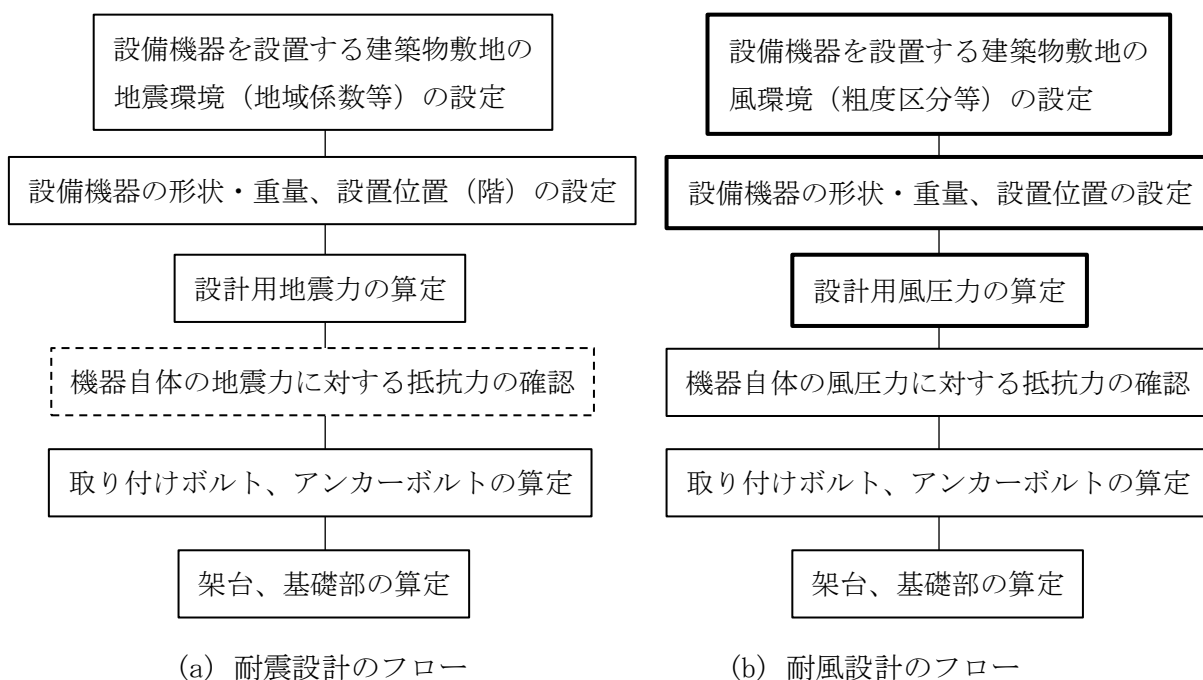 設備機器を設置する建築物敷地の
地震環境（地域係数等）の設定
設備機器の形状・重量、設置位置（階）の設定
設計用地震力の算定
機器自体の地震力に対する抵抗力の確認
取り付けボルト、アンカーボルトの算定
架台、基礎部の算定
(a) 耐震設計のフロー
設備機器を設置する建築物敷地の
風環境（粗度区分等）の設定
設備機器の形状・重量、設置位置の設定
設計用風圧力の算定
機器自体の風圧力に対する抵抗力の確認
取り付けボルト、アンカーボルトの算定
架台、基礎部の算定
(b) 耐風設計のフロー